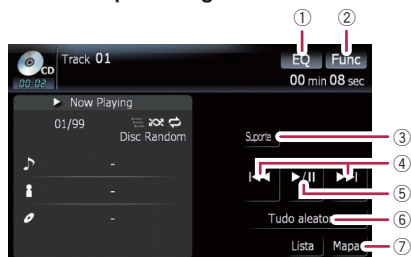 ① ②
CD
Track 01
EQ Func
00:02
00 min 08 sec
Now Playing
01/99
Disc Random
Suporte ③
④
- 
⑤
-
Tudo aleato ⑥
-
Lista Mapa ⑦